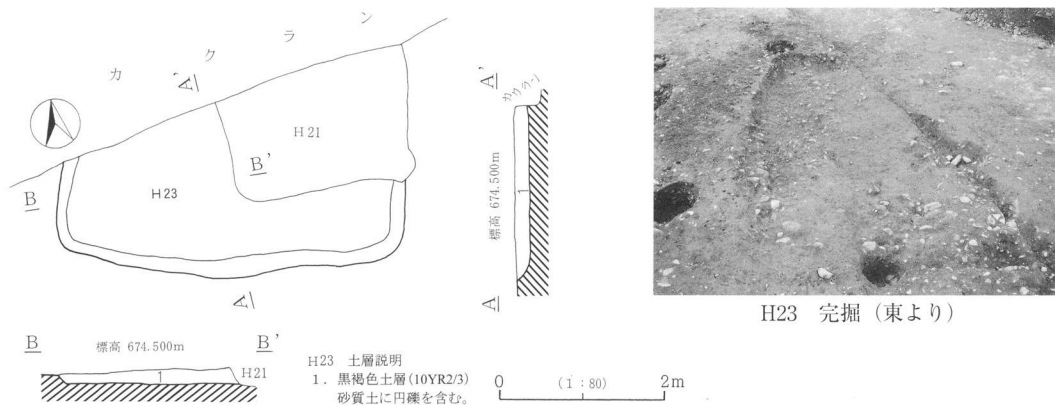 カクラン
A'
H21
B'
B
H23
A
A'
カクラン
標高 674.500m
1
A
B
標高 674.500m
B'
1
H21
H23 土層説明
1. 黒褐色土層(10YR2/3)
砂質土に円礫を含む。
0 (1:80) 2m
H23 完掘(東より)